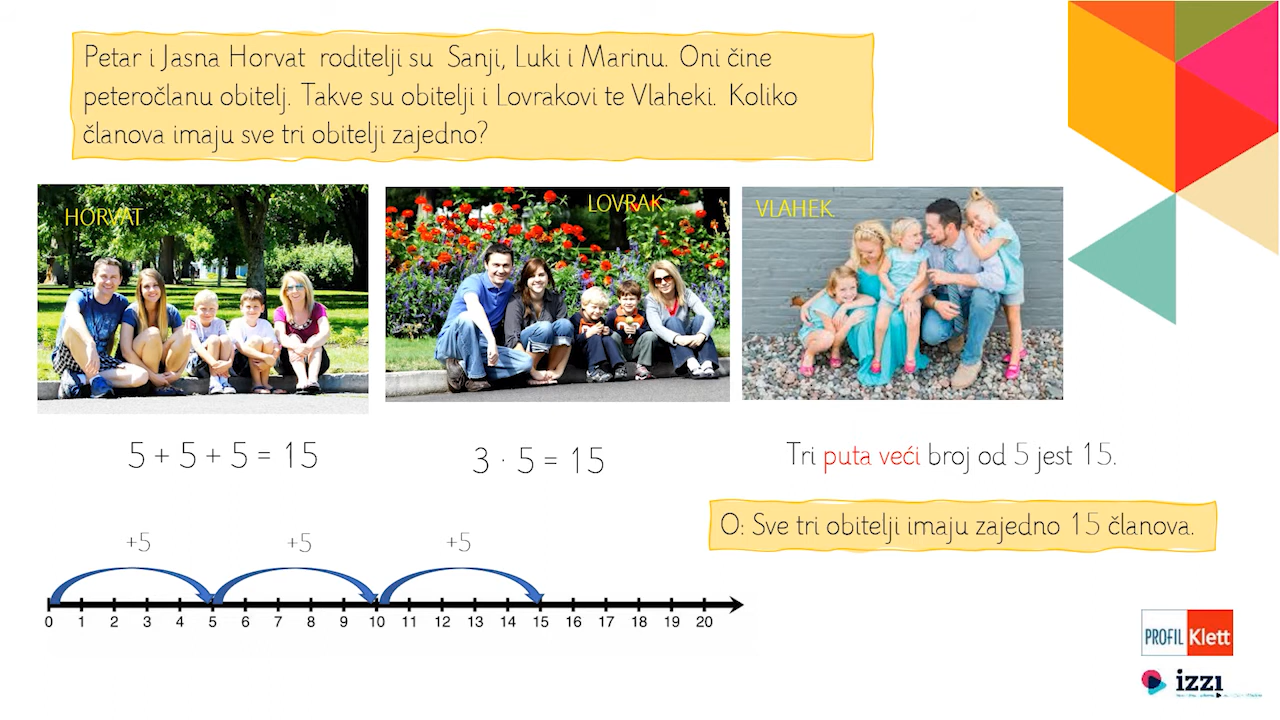 Petar i Jasna Horvat roditelji su Sanji, Luki i Marinu. Oni čine
peteročlanu obitelj. Takve su obitelji i Lovrakovi te Vlaheki. Koliko
članova imaju sve tri obitelji zajedno?
HORVAT
LOVRAK
VLAHEK
5 + 5 + 5 = 15
3 · 5 = 15
Tri puta veći broj od 5 jest 15.
O: Sve tri obitelji imaju zajedno 15 članova.
+5 +5 +5
0 1 2 3 4 5 6 7 8 9 10 11 12 13 14 15 16 17 18 19 20
PROFIL Klett
izzi